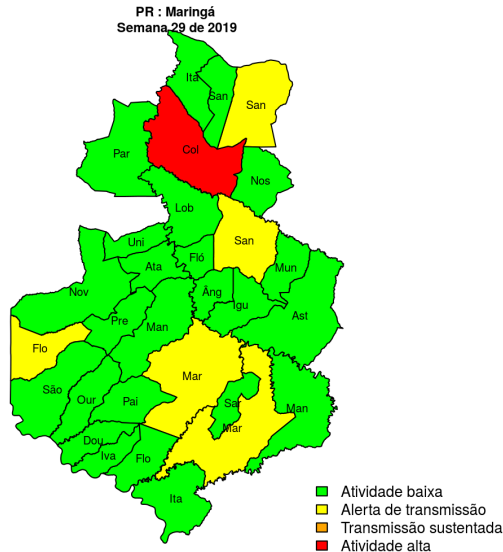 PR : Maringá
Semana 29 de 2019
Itá
San
San
Par
Col
Nos
Lob
Uni
San
Fló
Mun
Ata
Nov
Âng
Igu
Pre
Man
Ast
Flo
Mar
São
Our
Pai
Sar
Man
Mar
Dou
Iva
Flo
Ita
Atividade baixa
Alerta de transmissão
Transmissão sustentada
Atividade alta